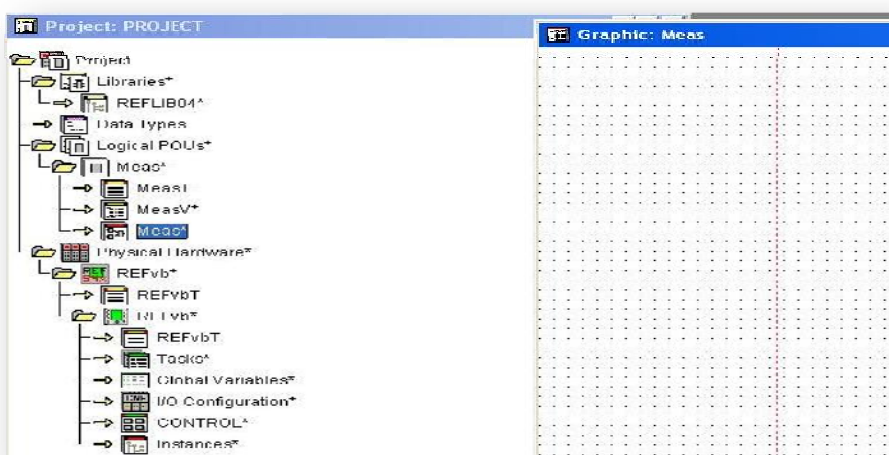 Project: PROJECT
Graphic: Meas
Project
Libraries*
REFLIB04*
Data Types
Logical POUs*
Meas*
MeasT
MeasV*
Meas*
Physical Hardware*
REFvb*
REFvbT
REFvb*
REFvbT
Tasks*
Global Variables*
I/O Configuration*
CONTROL*
Instances*